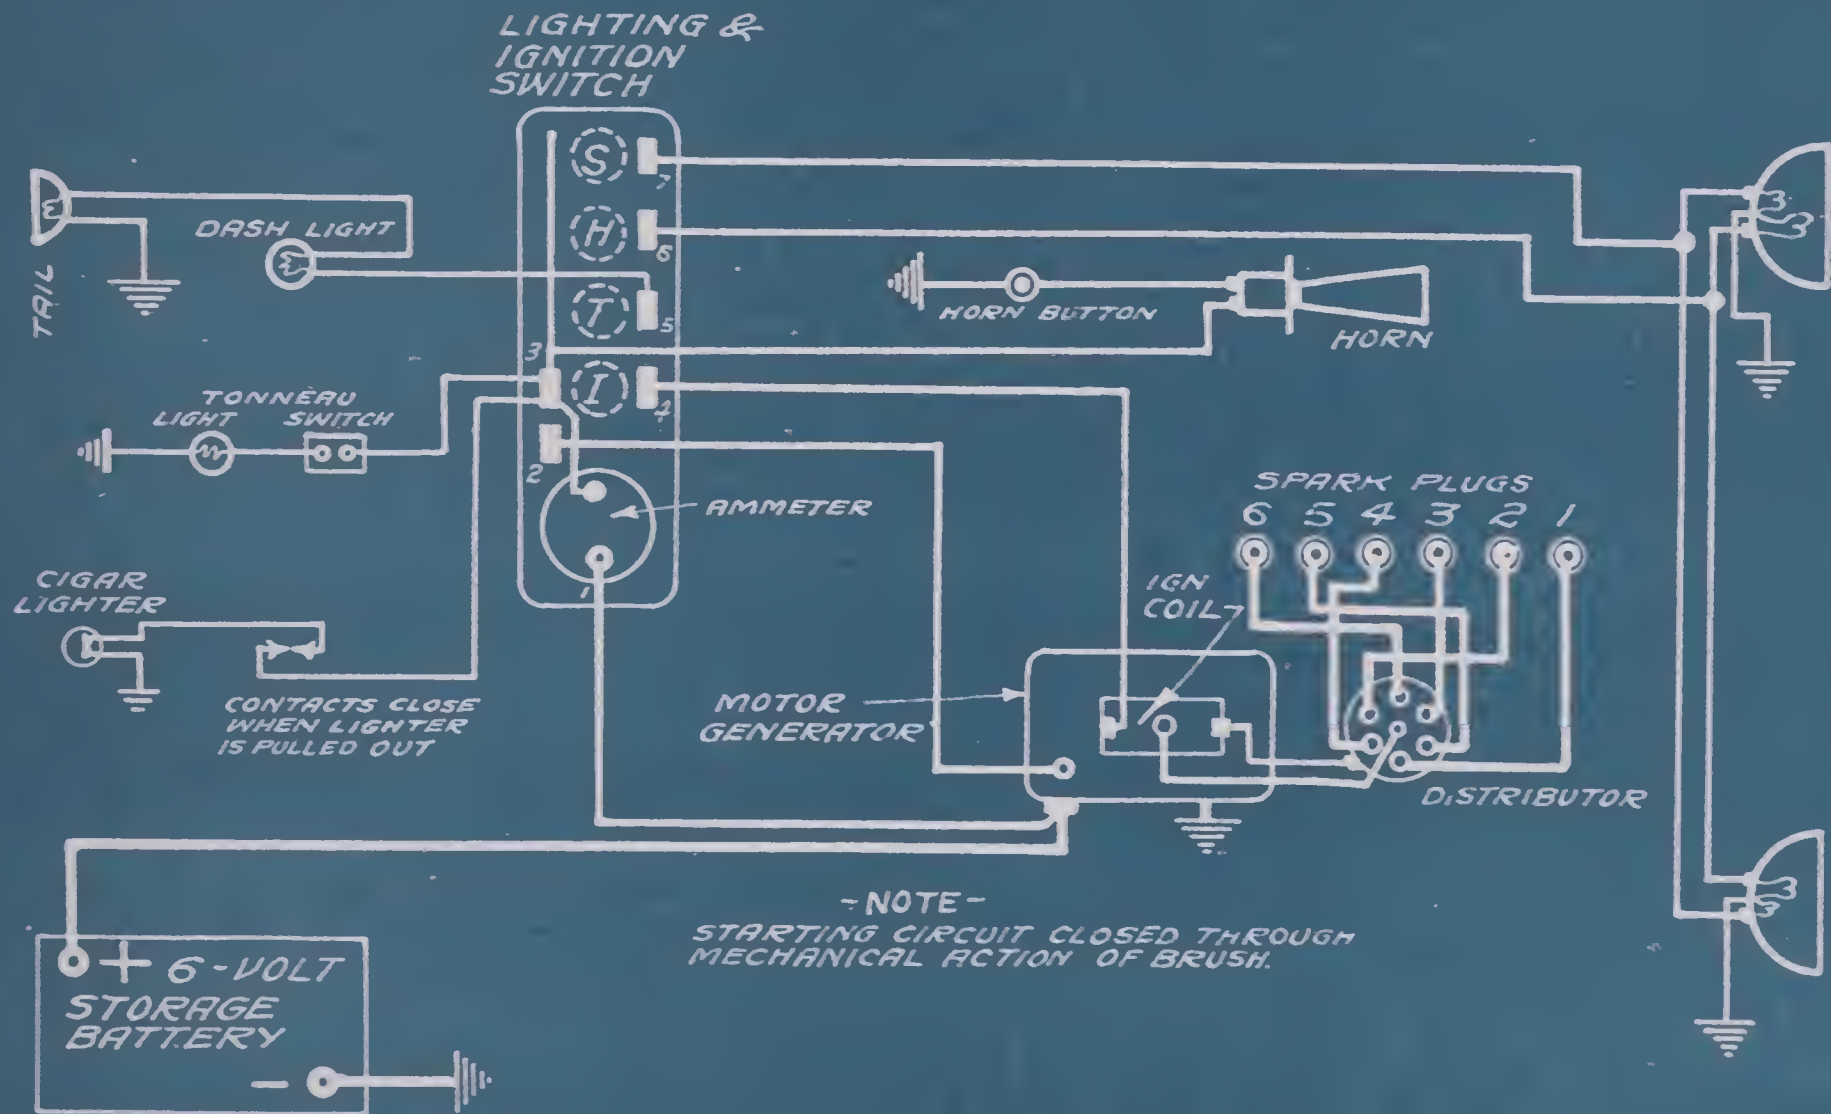 LIGHTING &
IGNITION
SWITCH
S
7
H
6
T
5
3
I
4
2
1
AMMETER
TAIL
DASH LIGHT
TONNEAU
LIGHT SWITCH
CIGAR
LIGHTER
CONTACTS CLOSE
WHEN LIGHTER
IS PULLED OUT
HORN BUTTON
HORN
SPARK PLUGS
6 5 4 3 2 1
IGN
COIL
MOTOR
GENERATOR
DISTRIBUTOR
-NOTE-
STARTING CIRCUIT CLOSED THROUGH
MECHANICAL ACTION OF BRUSH.
+ 6-VOLT
STORAGE
BATTERY
-